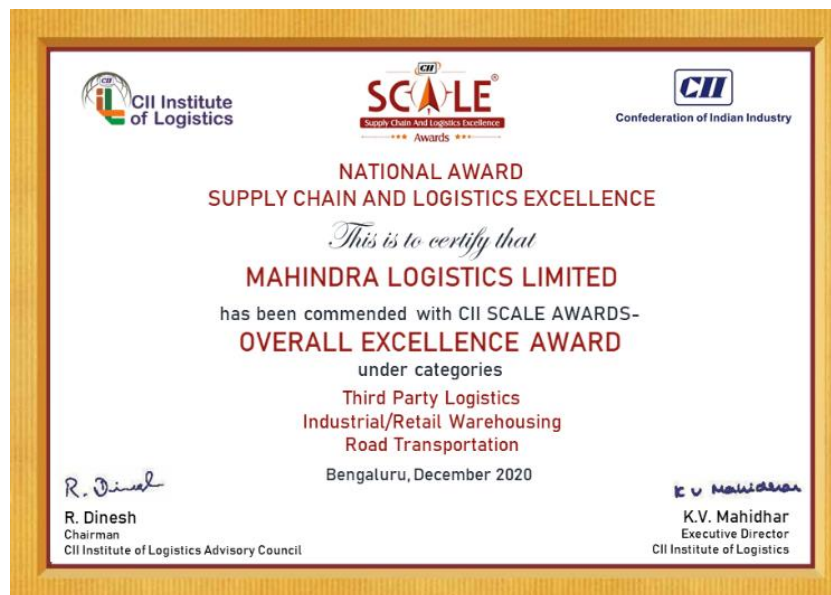 CII
CII Institute
of Logistics
CII
SCALE®
Supply Chain And Logistics Excellence
Awards
CII
Confederation of Indian Industry
NATIONAL AWARD
SUPPLY CHAIN AND LOGISTICS EXCELLENCE
This is to certify that
MAHINDRA LOGISTICS LIMITED
has been commended with CII SCALE AWARDS-
OVERALL EXCELLENCE AWARD
under categories
Third Party Logistics
Industrial/Retail Warehousing
Road Transportation
Bengaluru, December 2020
R. Dinesh
R. Dinesh
Chairman
CII Institute of Logistics Advisory Council
K V Mahidhar
K.V. Mahidhar
Executive Director
CII Institute of Logistics